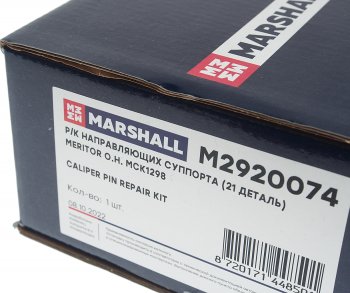 MARSHALL
MARSHALL
M2920074
Р/К НАПРАВЛЯЮЩИХ СУППОРТА (21 ДЕТАЛЬ)
MERITOR О.Н. MCK1298
CALIPER PIN REPAIR KIT
Кол-во: 1 шт.
08.10.2022
8 720171 44850